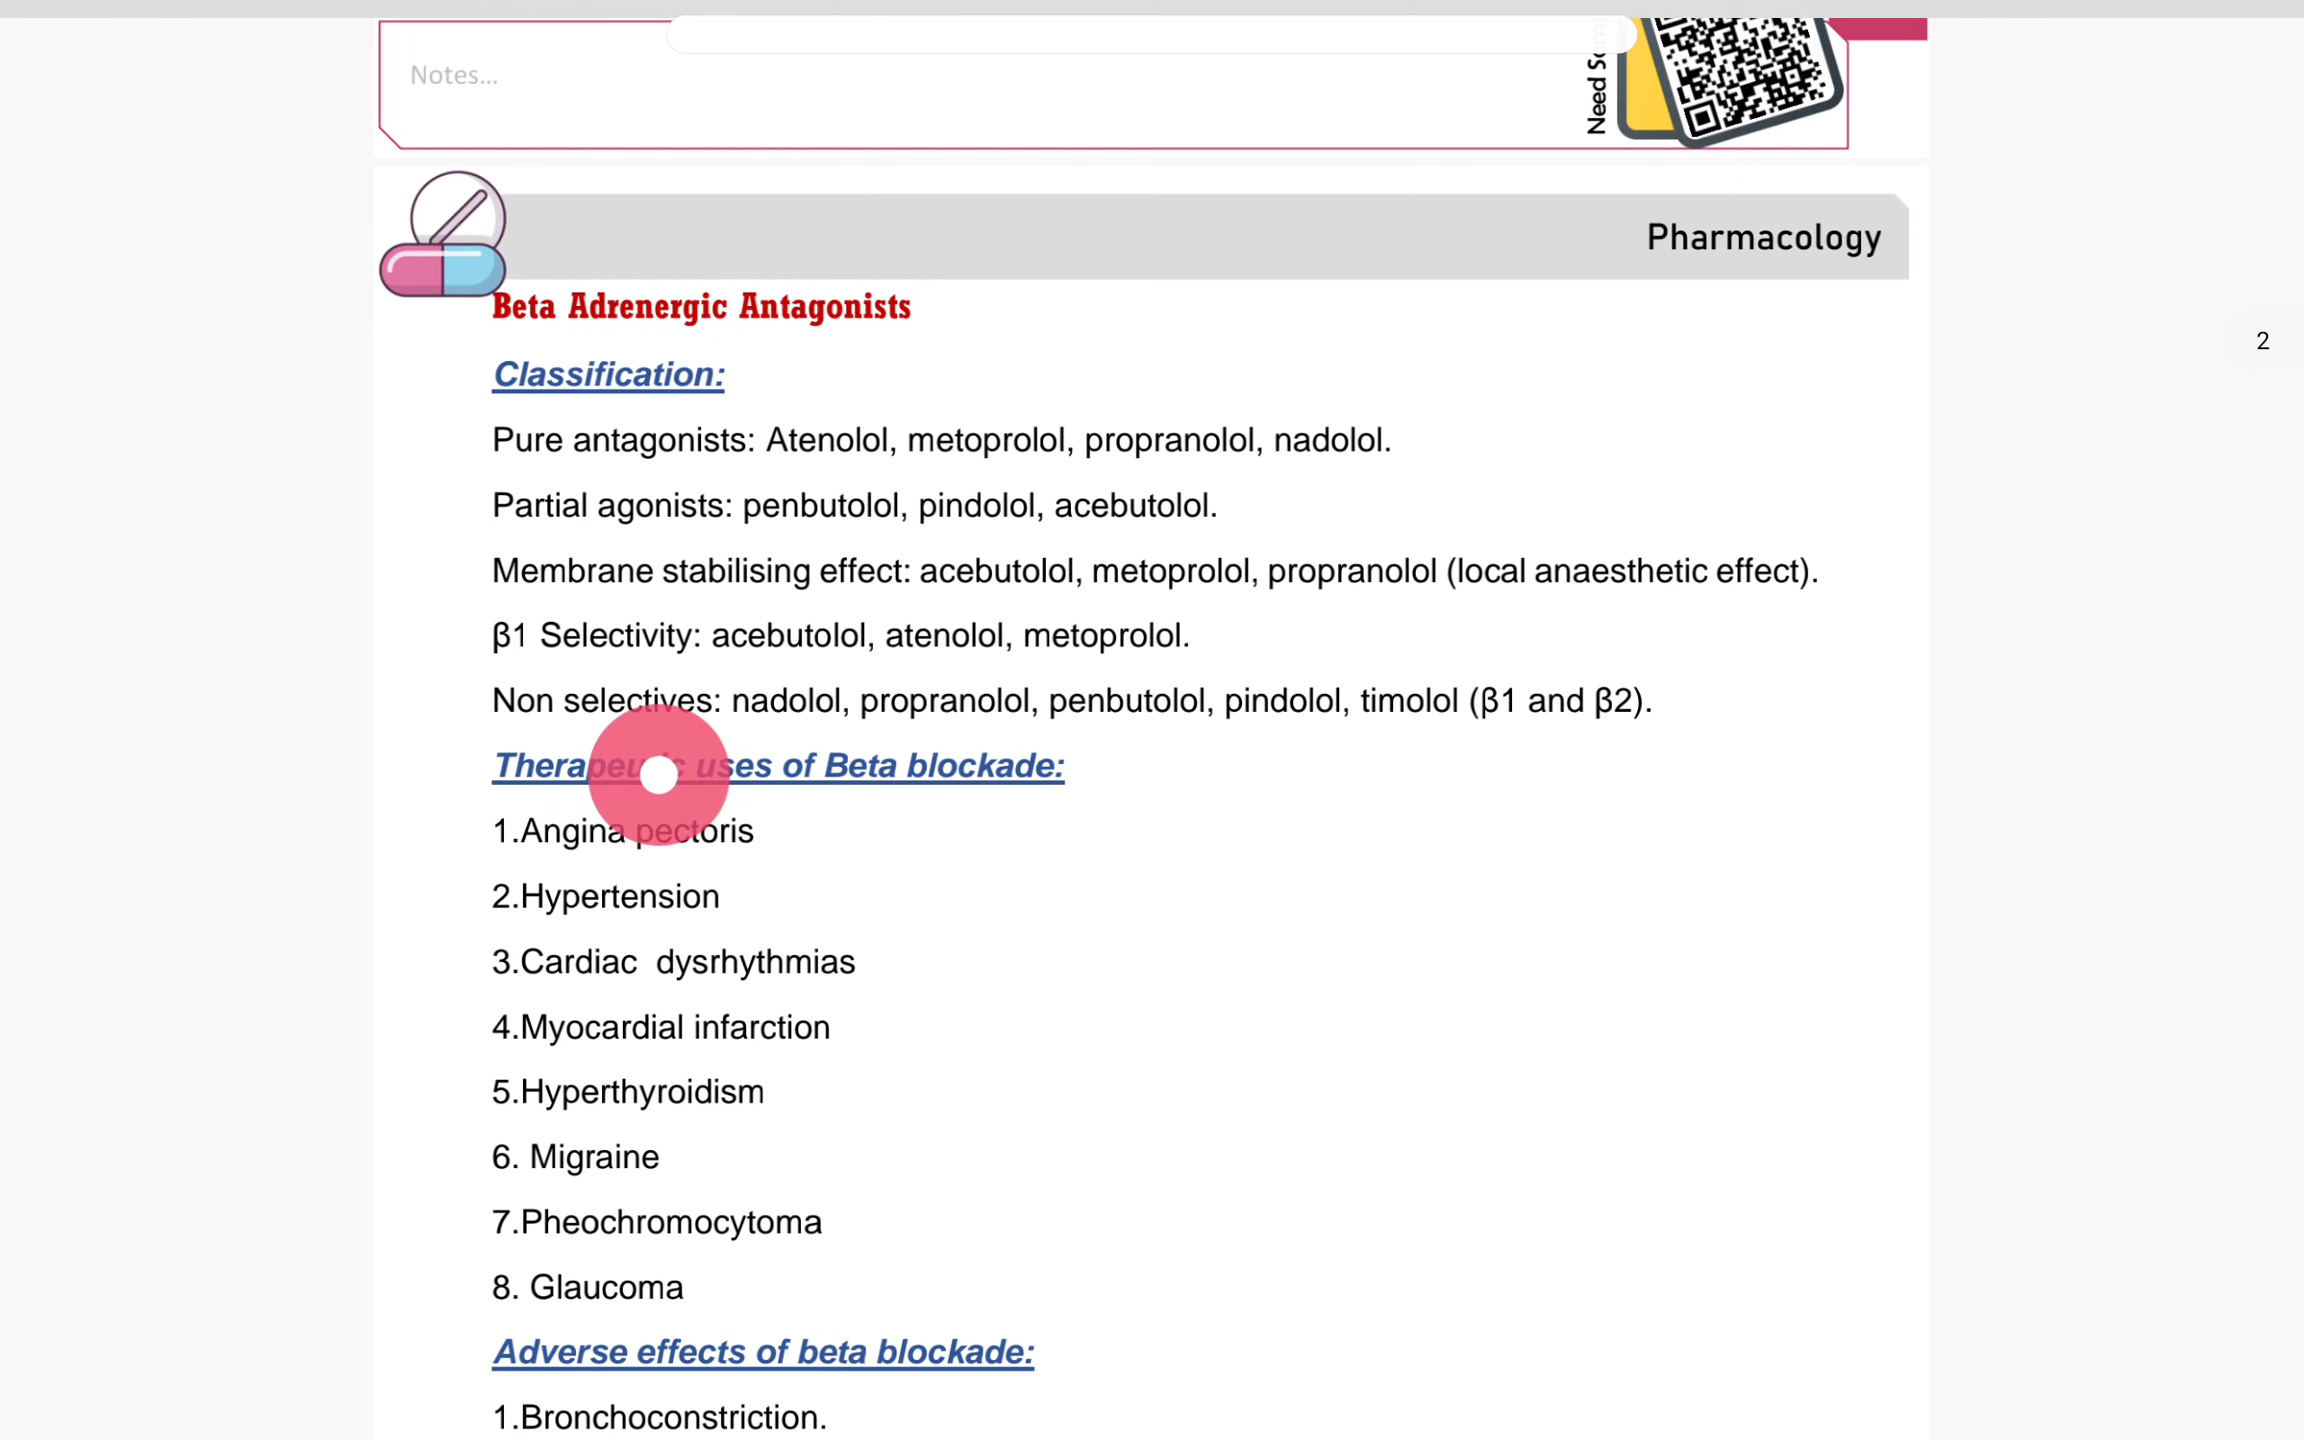 Notes...
Need
Pharmacology
Beta Adrenergic Antagonists
Classification:
Pure antagonists: Atenolol, metoprolol, propranolol, nadolol.
Partial agonists: penbutolol, pindolol, acebutolol.
Membrane stabilising effect: acebutolol, metoprolol, propranolol (local anaesthetic effect).
β1 Selectivity: acebutolol, atenolol, metoprolol.
Non selectives: nadolol, propranolol, penbutolol, pindolol, timolol (β1 and β2).
2
Therapeutic uses of Beta blockade:
1.Angina pectoris
2.Hypertension
3.Cardiac  dysrhythmias
4.Myocardial infarction
5.Hyperthyroidism
6. Migraine
7.Pheochromocytoma
8. Glaucoma
Adverse effects of beta blockade:
1.Bronchoconstriction.